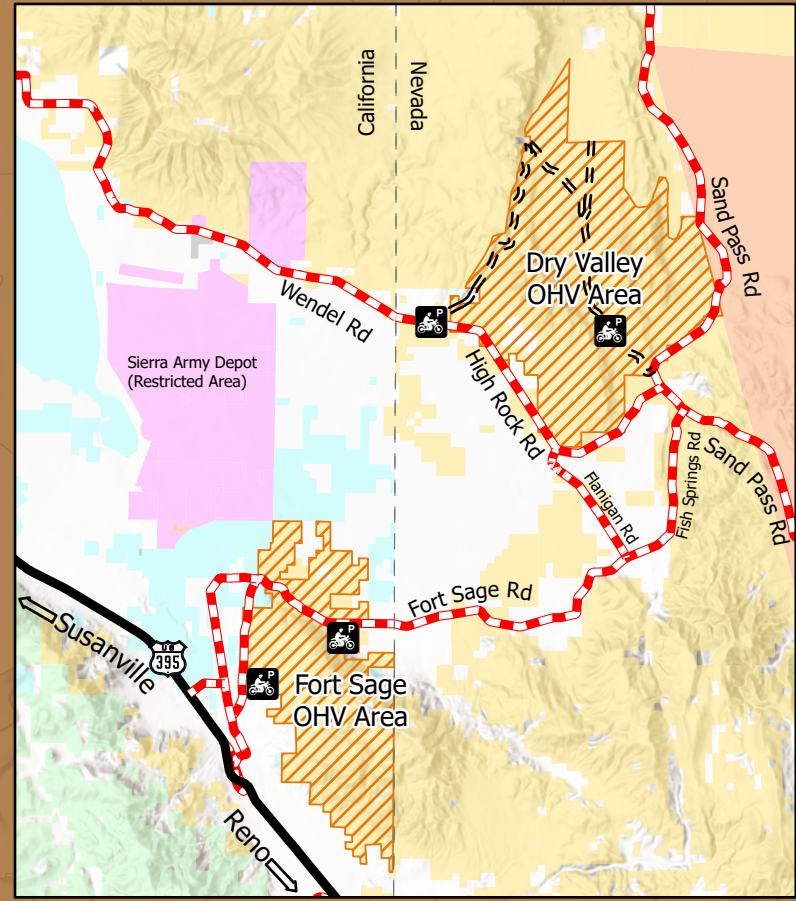 California
Nevada
Sand Pass Rd
Dry Valley
OHV Area
P
Wendel Rd
P
Sierra Army Depot
(Restricted Area)
High Rock Rd
Flanigan Rd
Fish Springs Rd
Sand Pass Rd
Fort Sage Rd
P
Susanville
US
395
P
Fort Sage
OHV Area
Reno